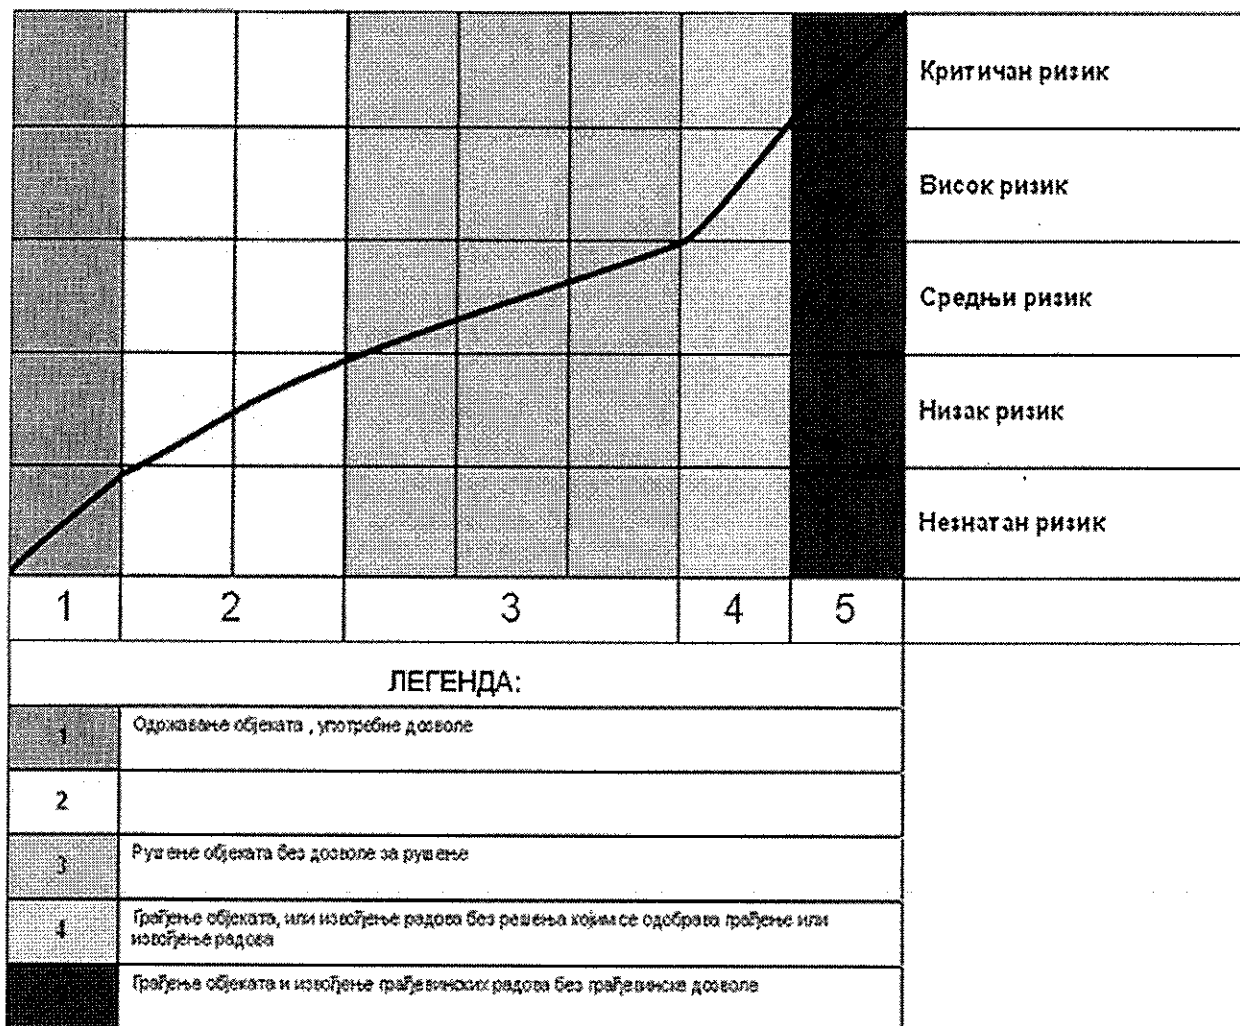 Критичан ризик
Висок ризик
Средњи ризик
Низак ризик
Незнатан ризик
1 2 3 4 5
ЛЕГЕНДА:
1 Одржавање објеката , употребне дозволе
2
3 Рушење објеката без дозволе за рушење
4 Грађење објеката, или извођење радова без решења којим се одобрава грађење или
извођење радова
Грађење објеката и извођење грађевинских радова без грађевинске дозволе